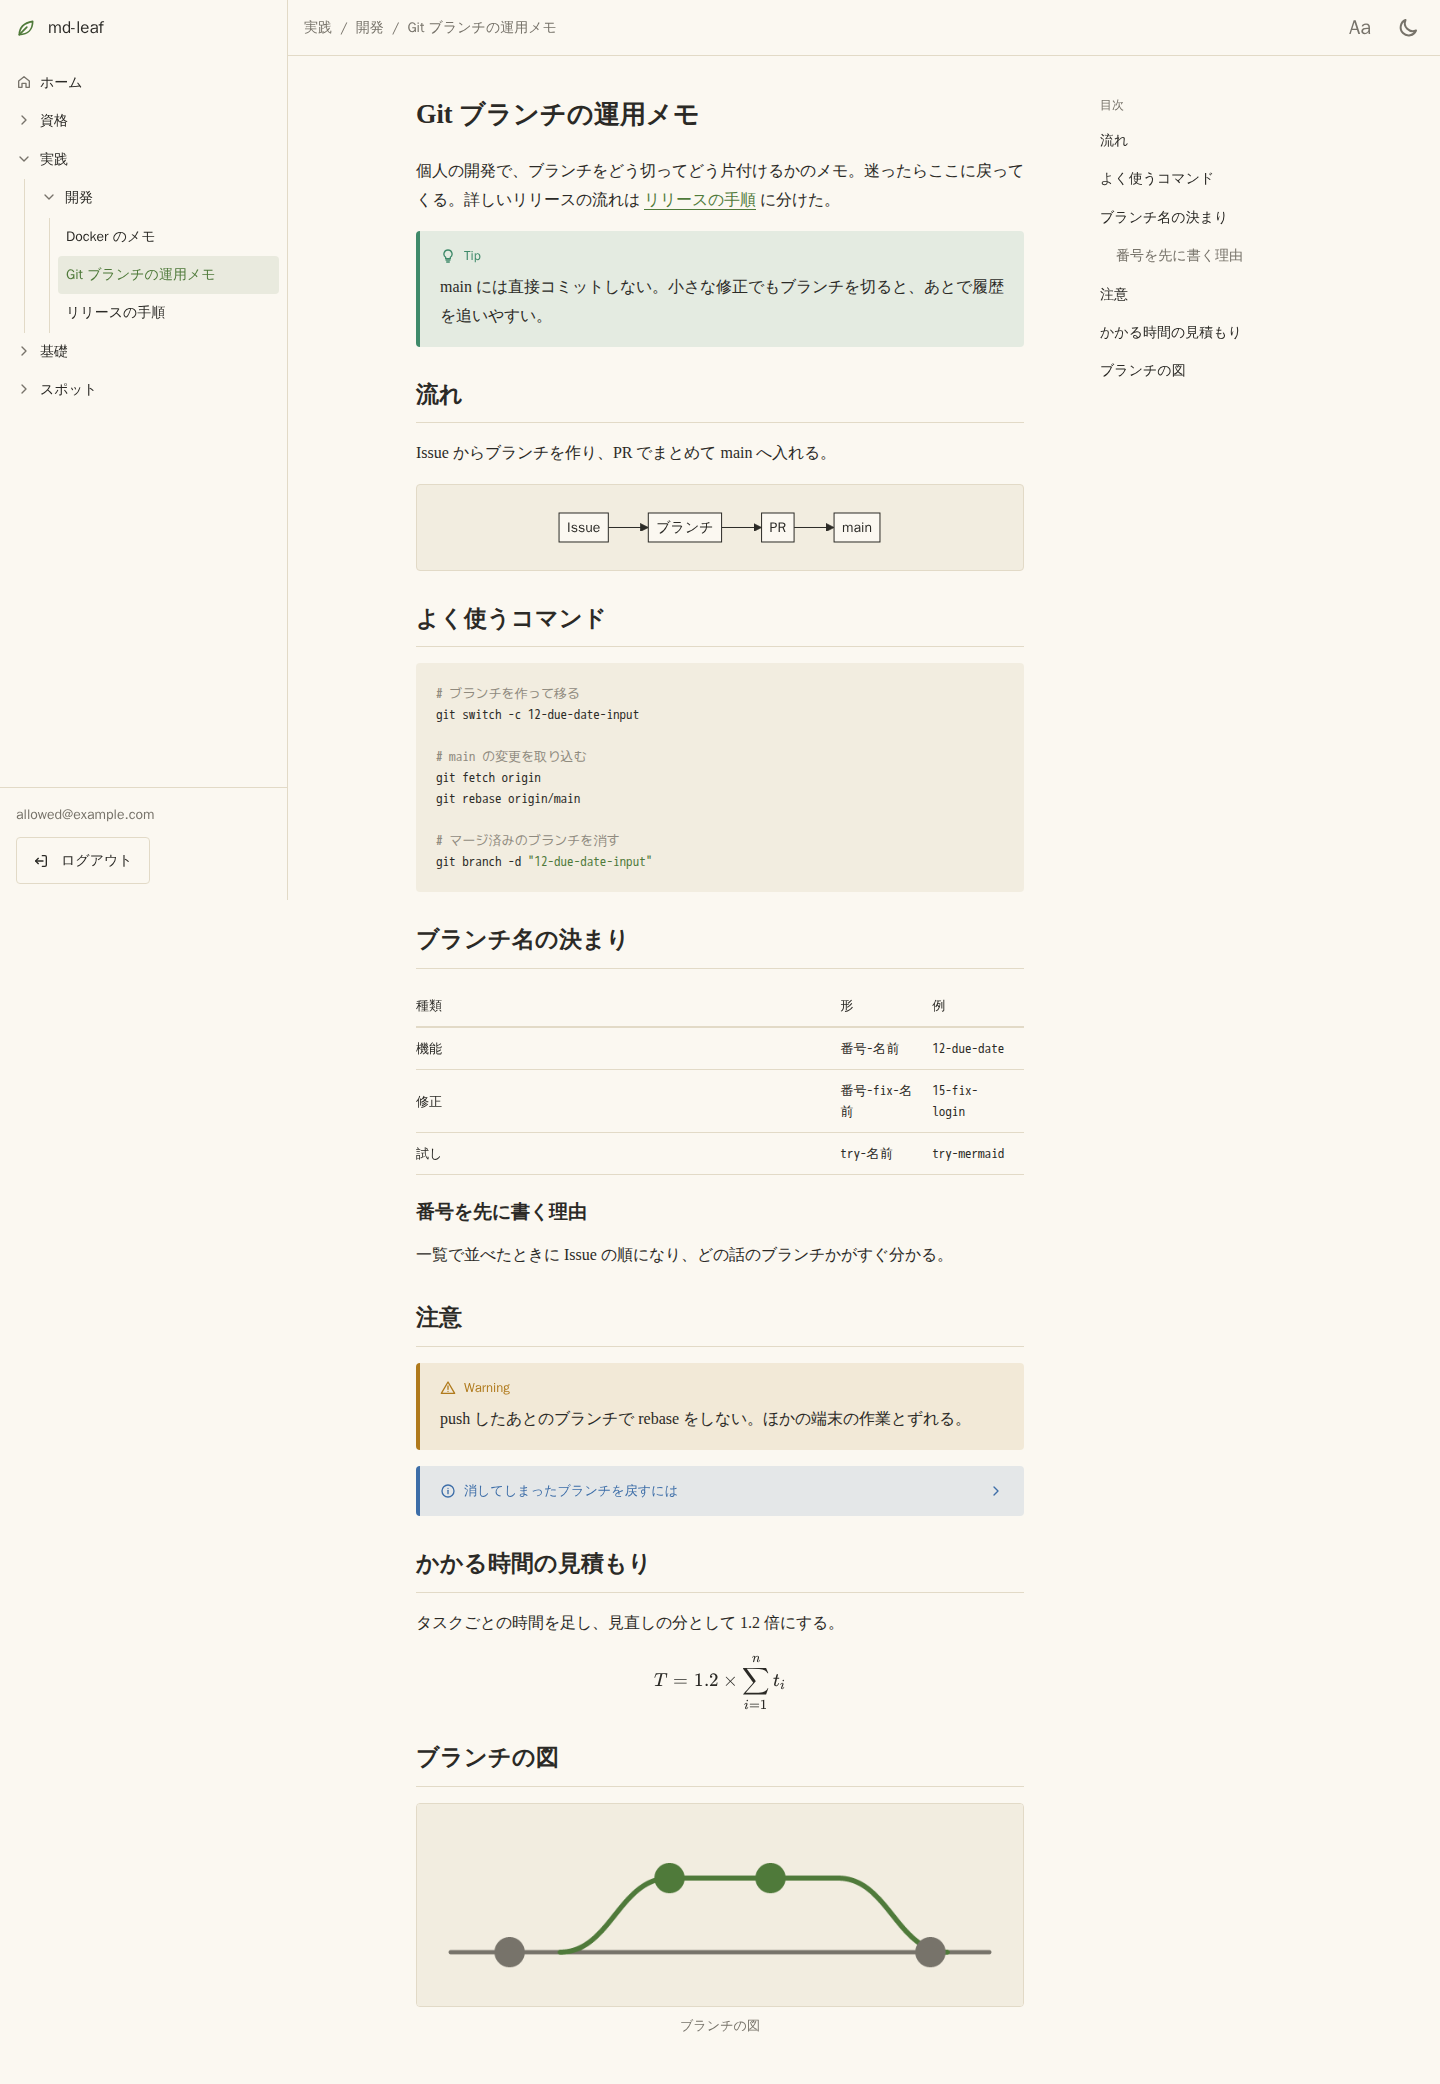 md-leaf
ホーム
資格
実践
開発
Docker のメモ
Git ブランチの運用メモ
リリースの手順
基礎
スポット
allowed@example.com
ログアウト
実践 / 開発 / Git ブランチの運用メモ
Aa
Git ブランチの運用メモ
個人の開発で、ブランチをどう切ってどう片付けるかのメモ。迷ったらここに戻って
くる。詳しいリリースの流れは リリースの手順 に分けた。
Tip
main には直接コミットしない。小さな修正でもブランチを切ると、あとで履歴
を追いやすい。
流れ
Issue からブランチを作り、PR でまとめて main へ入れる。
Issue ブランチ PR main
よく使うコマンド
# ブランチを作って移る
git switch -c 12-due-date-input
# main の変更を取り込む
git fetch origin
git rebase origin/main
# マージ済みのブランチを消す
git branch -d "12-due-date-input"
ブランチ名の決まり
種類 形 例
機能 番号-名前 12-due-date
修正 番号-fix-名
前 15-fix-
login
試し try-名前 try-mermaid
番号を先に書く理由
一覧で並べたときに Issue の順になり、どの話のブランチかがすぐ分かる。
注意
Warning
push したあとのブランチで rebase をしない。ほかの端末の作業とずれる。
消してしまったブランチを戻すには
かかる時間の見積もり
タスクごとの時間を足し、見直しの分として 1.2 倍にする。
T = 1.2 × ∑_{i=1}^{n} t_i
ブランチの図
ブランチの図
目次
流れ
よく使うコマンド
ブランチ名の決まり
番号を先に書く理由
注意
かかる時間の見積もり
ブランチの図